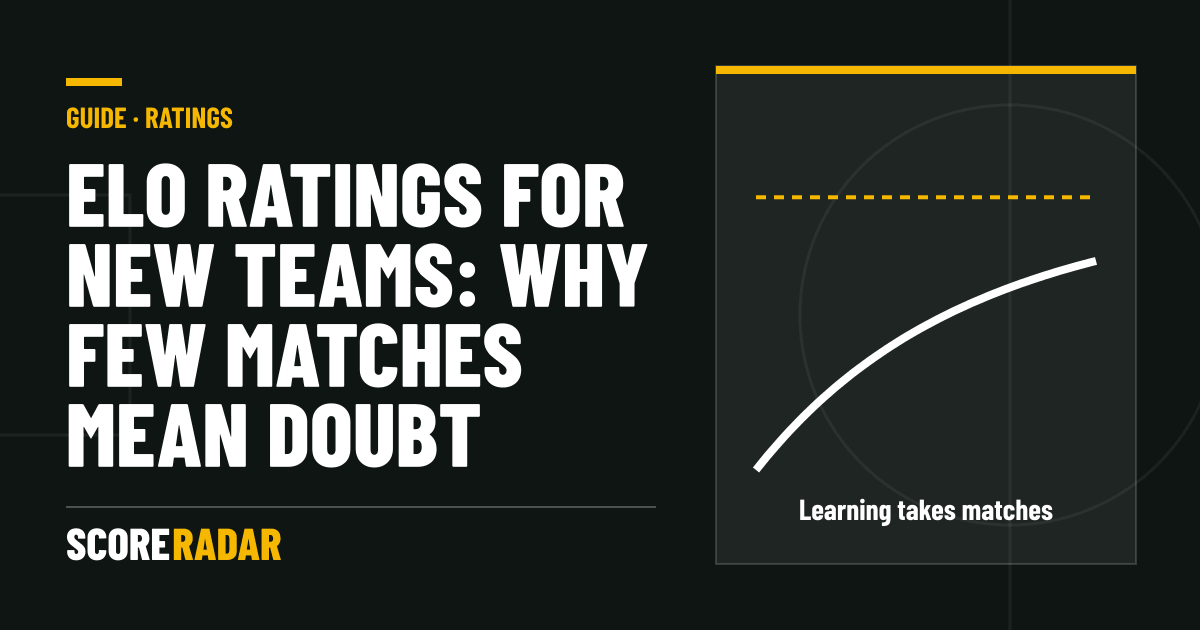 GUIDE · RATINGS
ELO RATINGS FOR
NEW TEAMS: WHY
FEW MATCHES
MEAN DOUBT
SCORERADAR
Learning takes matches